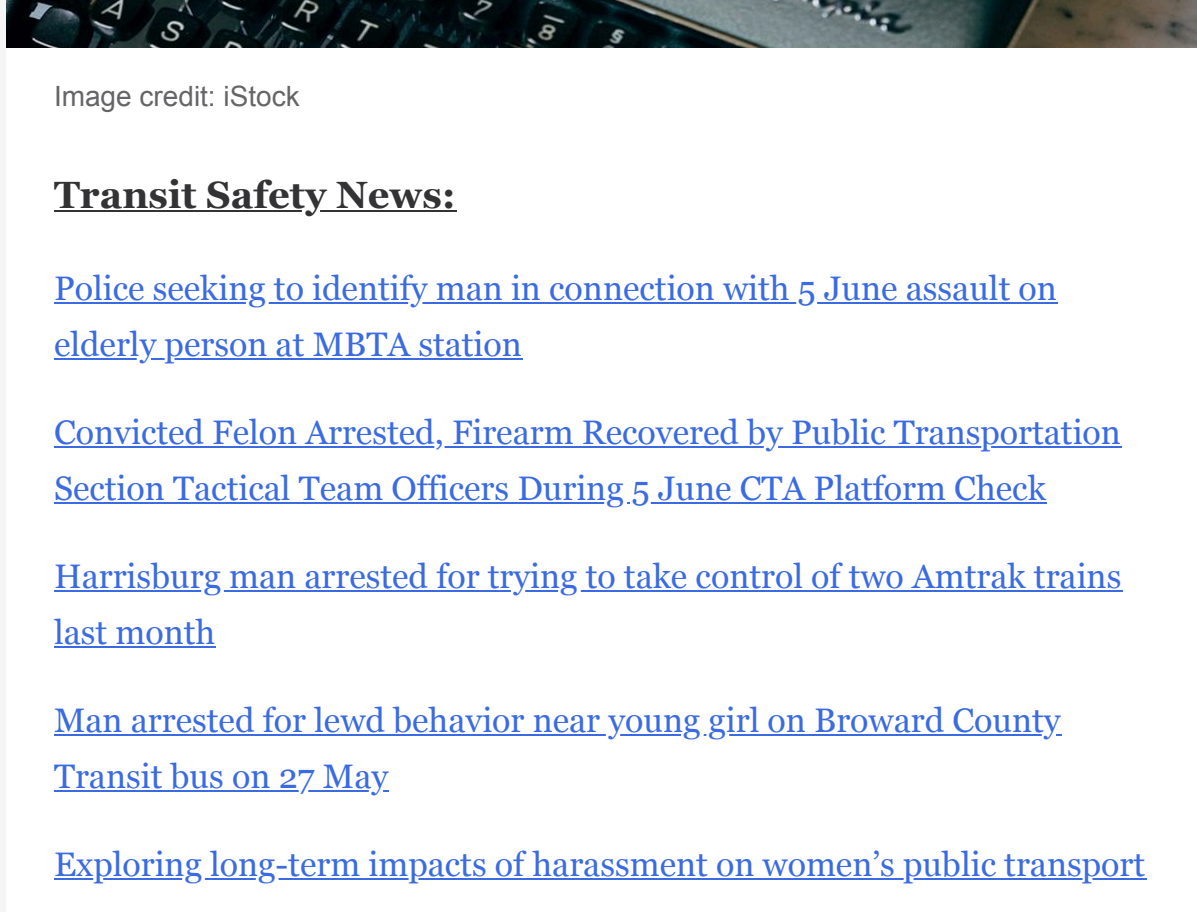 A
S
R
T
7
8
§
Image credit: iStock
Transit Safety News:
Police seeking to identify man in connection with 5 June assault on
elderly person at MBTA station
Convicted Felon Arrested, Firearm Recovered by Public Transportation
Section Tactical Team Officers During 5 June CTA Platform Check
Harrisburg man arrested for trying to take control of two Amtrak trains
last month
Man arrested for lewd behavior near young girl on Broward County
Transit bus on 27 May
Exploring long-term impacts of harassment on women’s public transport